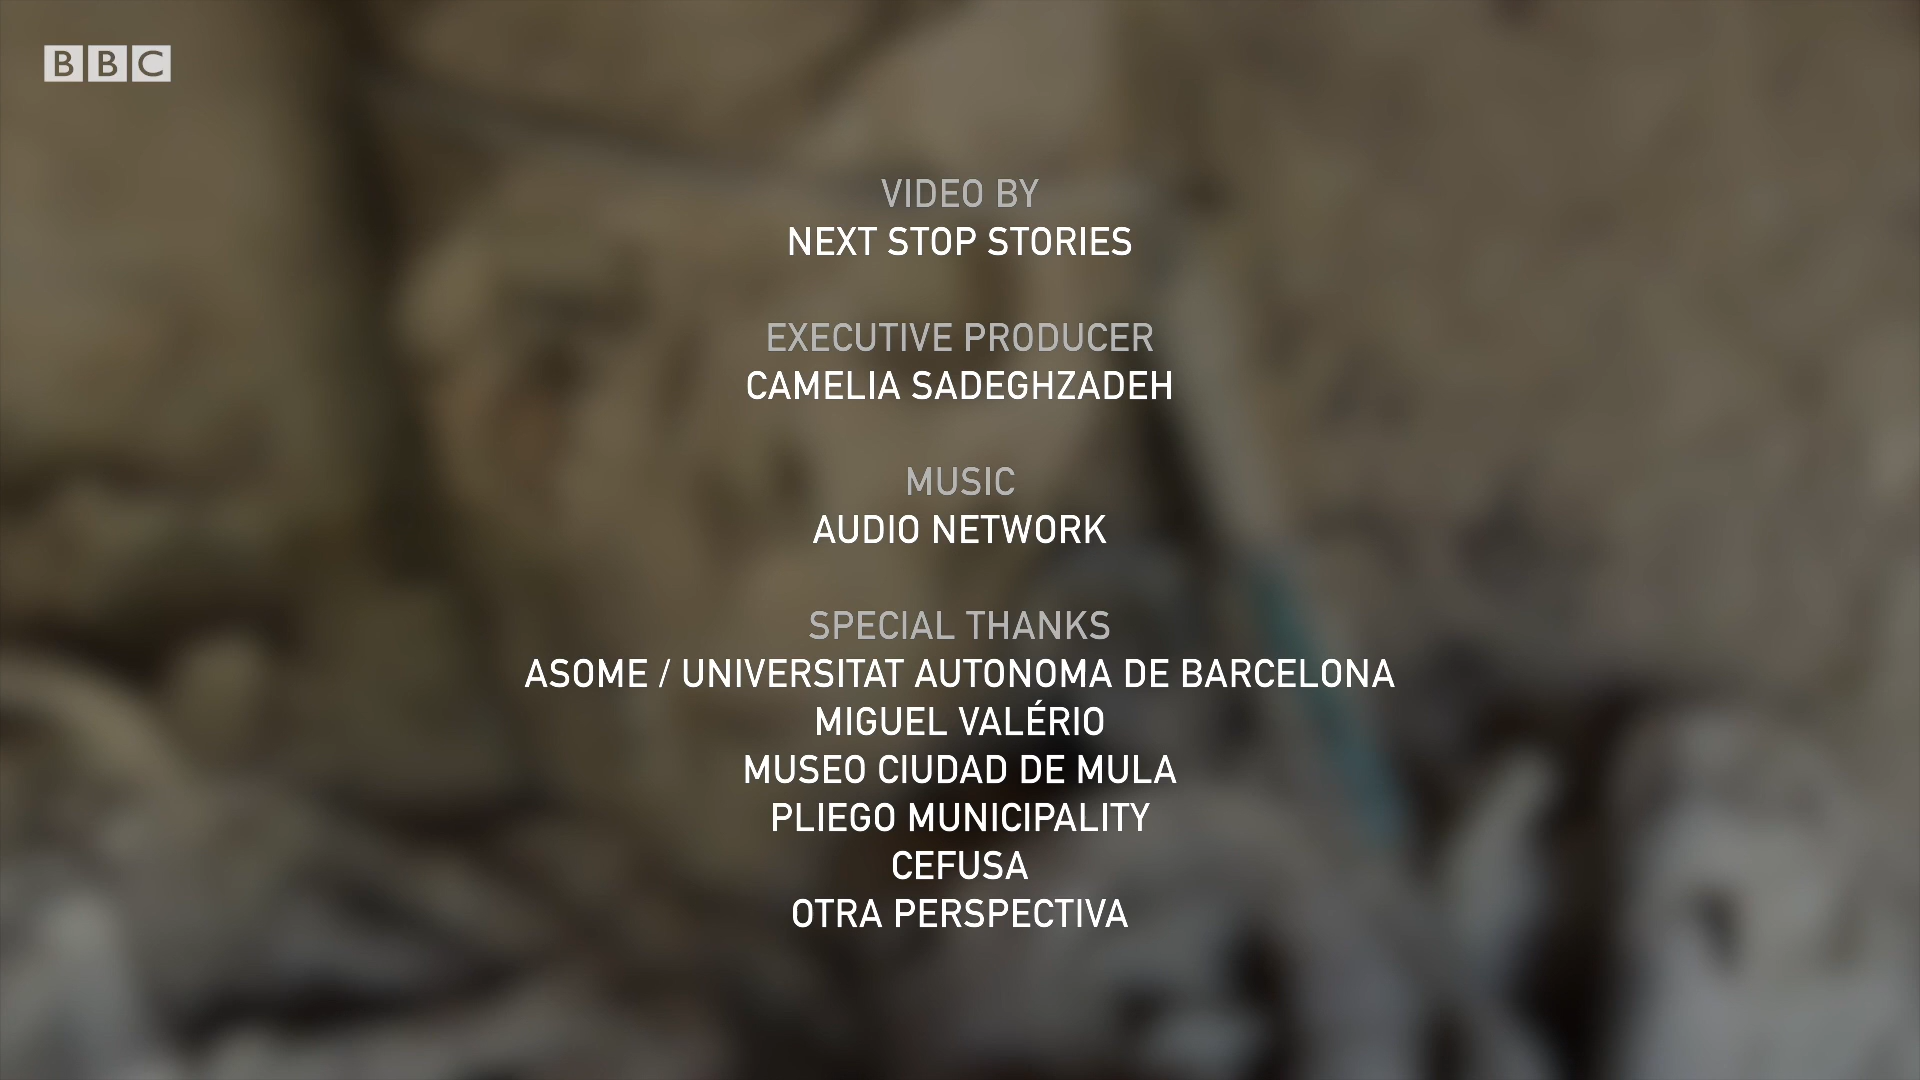 BBC
VIDEO BY
NEXT STOP STORIES
EXECUTIVE PRODUCER
CAMELIA SADEGHZADEH
MUSIC
AUDIO NETWORK
SPECIAL THANKS
ASOME / UNIVERSITAT AUTONOMA DE BARCELONA
MIGUEL VALÉRIO
MUSEO CIUDAD DE MULA
PLIEGO MUNICIPALITY
CEFUSA
OTRA PERSPECTIVA